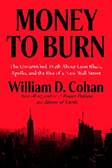 MONEY TO BURN
The Unvarnished Truth About Leon Black,
Apollo, and the Rise of a New Wall Street
William D. Cohan